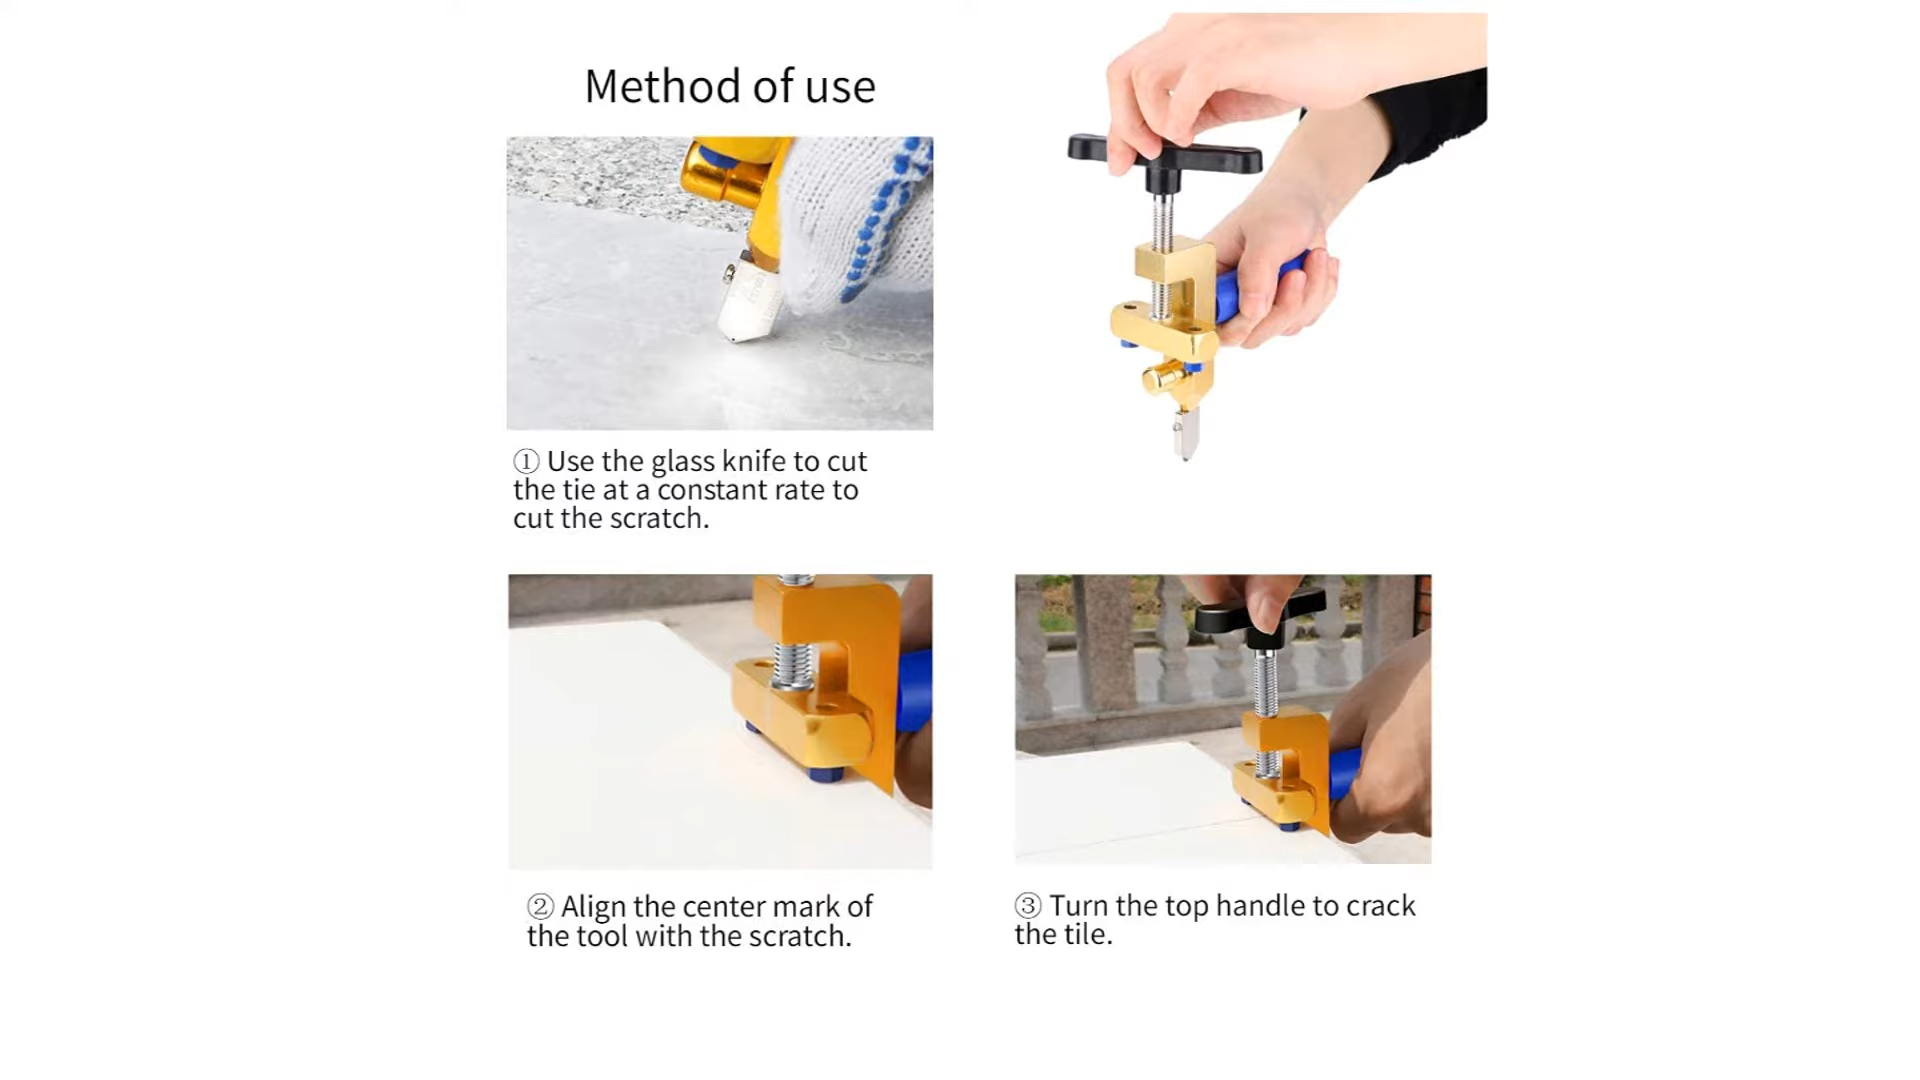 Method of use
① Use the glass knife to cut
the tie at a constant rate to
cut the scratch.
② Align the center mark of
the tool with the scratch.
③ Turn the top handle to crack
the tile.